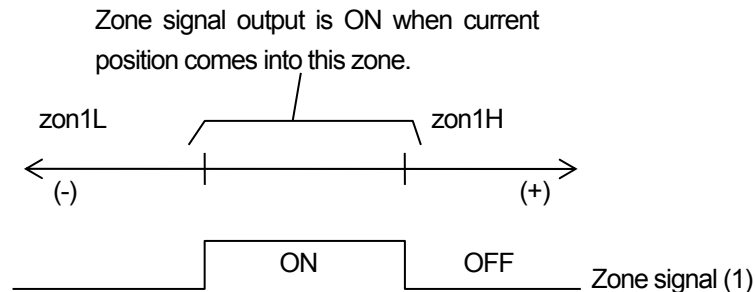 Zone signal output is ON when current
position comes into this zone.
zon1L
zon1H
(-)
(+)
ON
OFF
Zone signal (1)